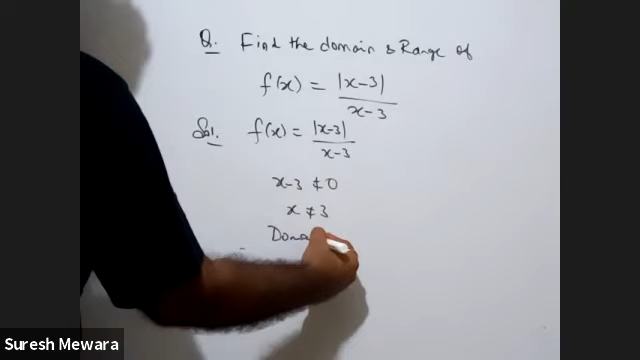 Q. Find the domain & Range of
f(x) = |x-3| / x-3
Sol. f(x) = |x-3| / x-3
x-3 ≠ 0
x ≠ 3
Doma
Suresh Mewara